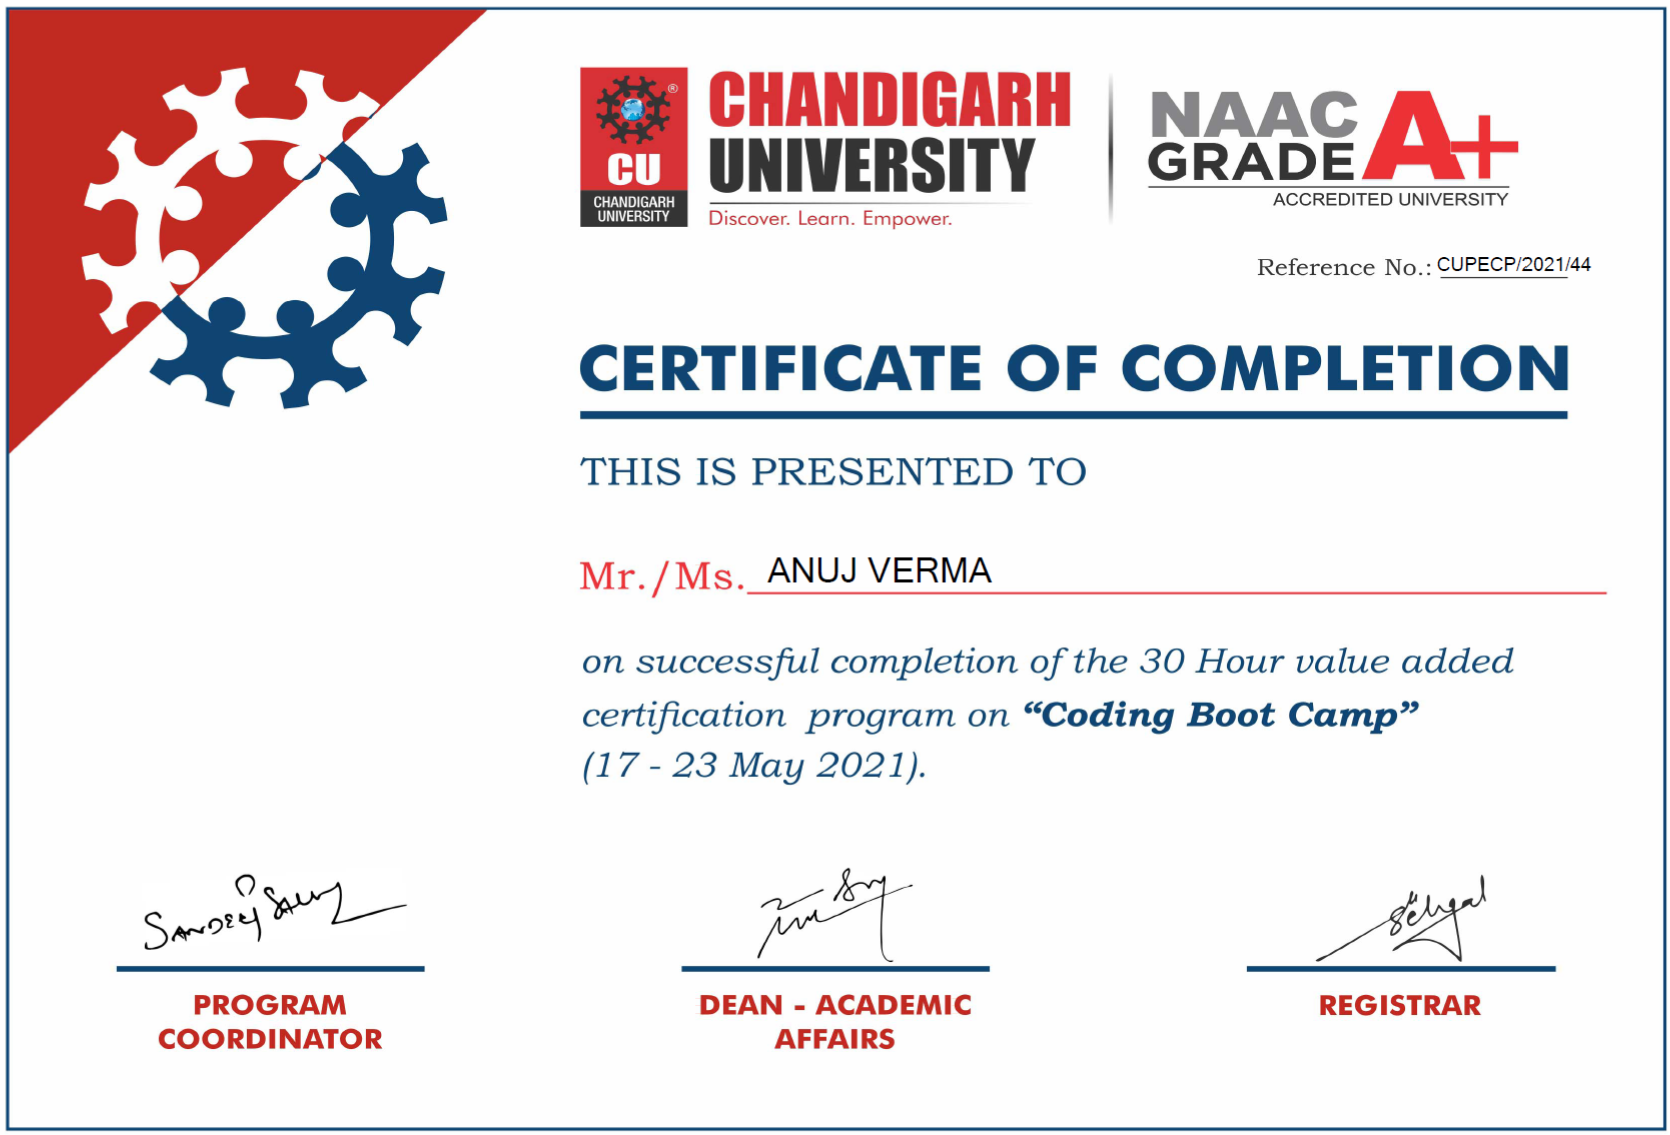 CU
CHANDIGARH
UNIVERSITY
CHANDIGARH
UNIVERSITY
Discover. Learn. Empower.
NAAC
GRADE A+
ACCREDITED UNIVERSITY
Reference No.: CUPECP/2021/44
CERTIFICATE OF COMPLETION
THIS IS PRESENTED TO
Mr./Ms. ANUJ VERMA
on successful completion of the 30 Hour value added
certification program on “Coding Boot Camp”
(17 - 23 May 2021).
Sehgal
PROGRAM
COORDINATOR
DEAN - ACADEMIC
AFFAIRS
REGISTRAR